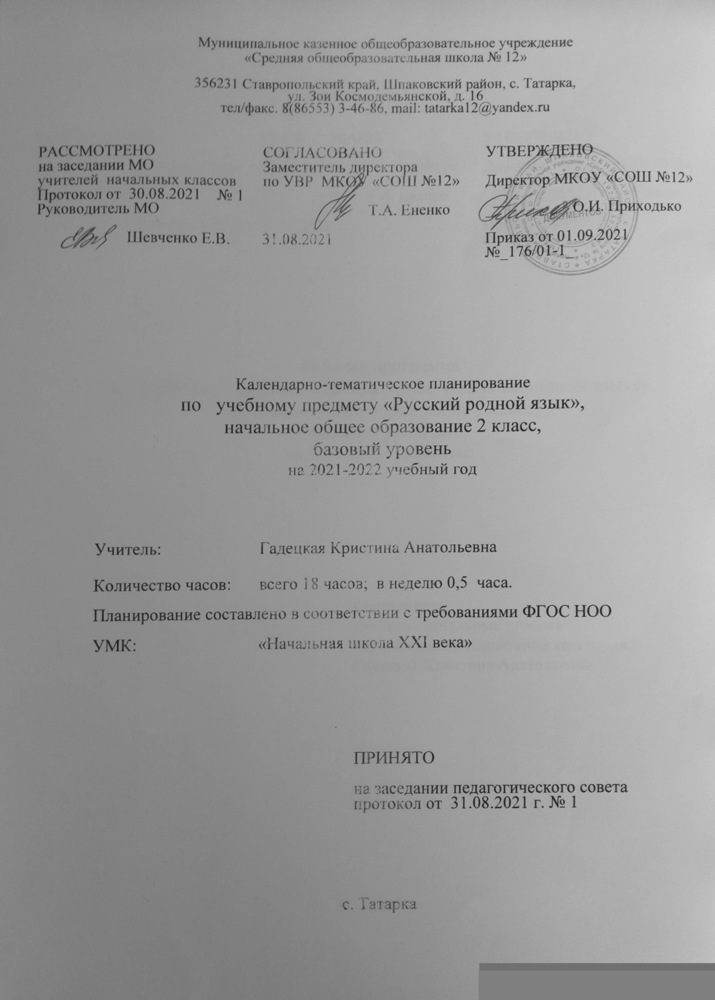 Муниципальное казенное общеобразовательное учреждение
«Средняя общеобразовательная школа № 12»
356231 Ставропольский край, Шпаковский район, с. Татарка,
ул. Зои Космодемьянской, д. 16
тел/факс. 8(86553) 3-46-86, mail: tatarka12@yandex.ru
РАССМОТРЕНО
на заседании МО
учителей начальных классов
Протокол от 30.08.2021 № 1
Руководитель МО
Шевченко Е.В.
СОГЛАСОВАНО
Заместитель директора
по УВР МКОУ «СОШ №12»
Т.А. Ененко
31.08.2021
УТВЕРЖДЕНО
Директор МКОУ «СОШ №12»
О.И. Приходько
ДОКУМЕНТОВ
Приказ от 01.09.2021
№_176/01-1_
Календарно-тематическое планирование
по учебному предмету «Русский родной язык»,
начальное общее образование 2 класс,
базовый уровень
на 2021-2022 учебный год
Учитель: Гадецкая Кристина Анатольевна
Количество часов: всего 18 часов; в неделю 0,5 часа.
Планирование составлено в соответствии с требованиями ФГОС НОО
УМК: «Начальная школа XXI века»
ПРИНЯТО
на заседании педагогического совета
протокол от 31.08.2021 г. № 1
с. Татарка